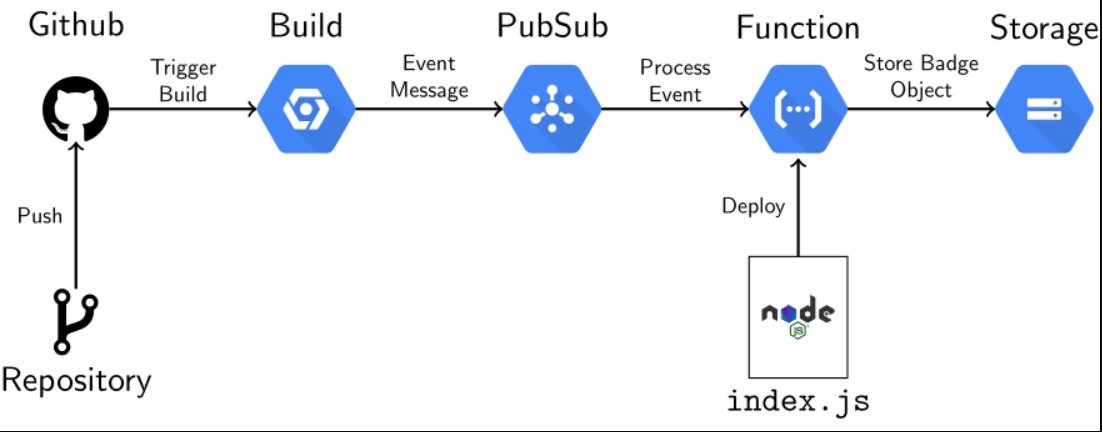 Github
Build
PubSub
Function
Storage
Trigger
Build
Event
Message
Process
Event
Store Badge
Object
Push
Deploy
node
JS
Repository
index.js